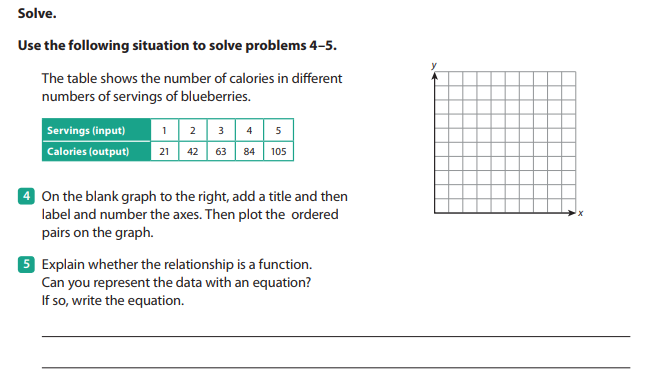 Solve.
Use the following situation to solve problems 4–5.
The table shows the number of calories in different
numbers of servings of blueberries.
Servings (input) 1 2 3 4 5
Calories (output) 21 42 63 84 105
y
x
4 On the blank graph to the right, add a title and then
label and number the axes. Then plot the ordered
pairs on the graph.
5 Explain whether the relationship is a function.
Can you represent the data with an equation?
If so, write the equation.